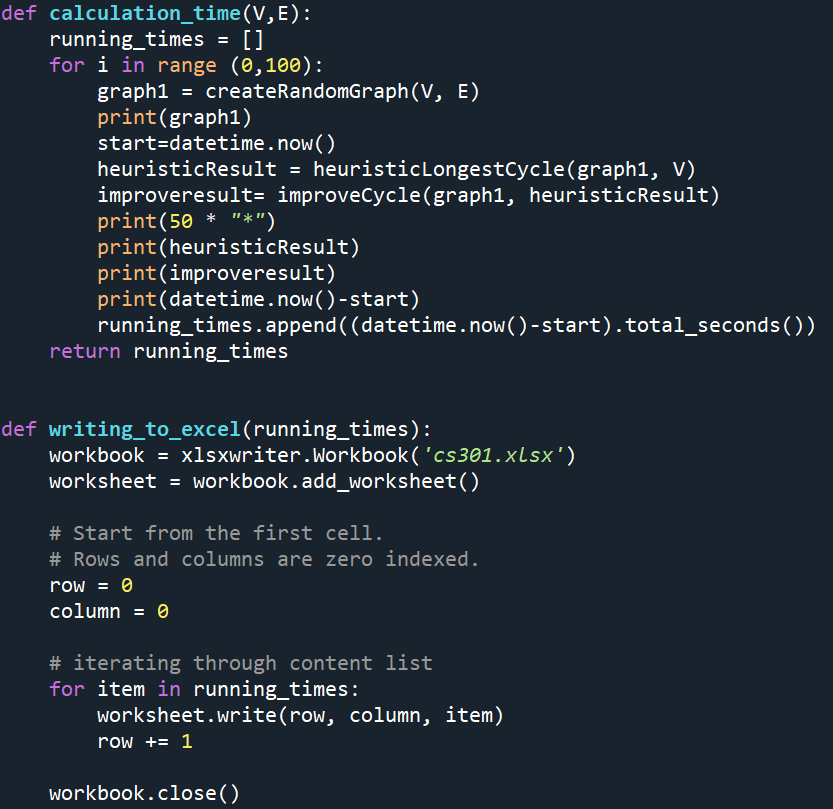 def calculation_time(V,E):
    running_times = []
    for i in range (0,100):
        graph1 = createRandomGraph(V, E)
        print(graph1)
        start=datetime.now()
        heuristicResult = heuristicLongestCycle(graph1, V)
        improveresult= improveCycle(graph1, heuristicResult)
        print(50 * "*")
        print(heuristicResult)
        print(improveresult)
        print(datetime.now()-start)
        running_times.append((datetime.now()-start).total_seconds())
    return running_times
def writing_to_excel(running_times):
    workbook = xlsxwriter.Workbook('cs301.xlsx')
    worksheet = workbook.add_worksheet()
    # Start from the first cell.
    # Rows and columns are zero indexed.
    row = 0
    column = 0
    # iterating through content list
    for item in running_times:
        worksheet.write(row, column, item)
        row += 1
    workbook.close()